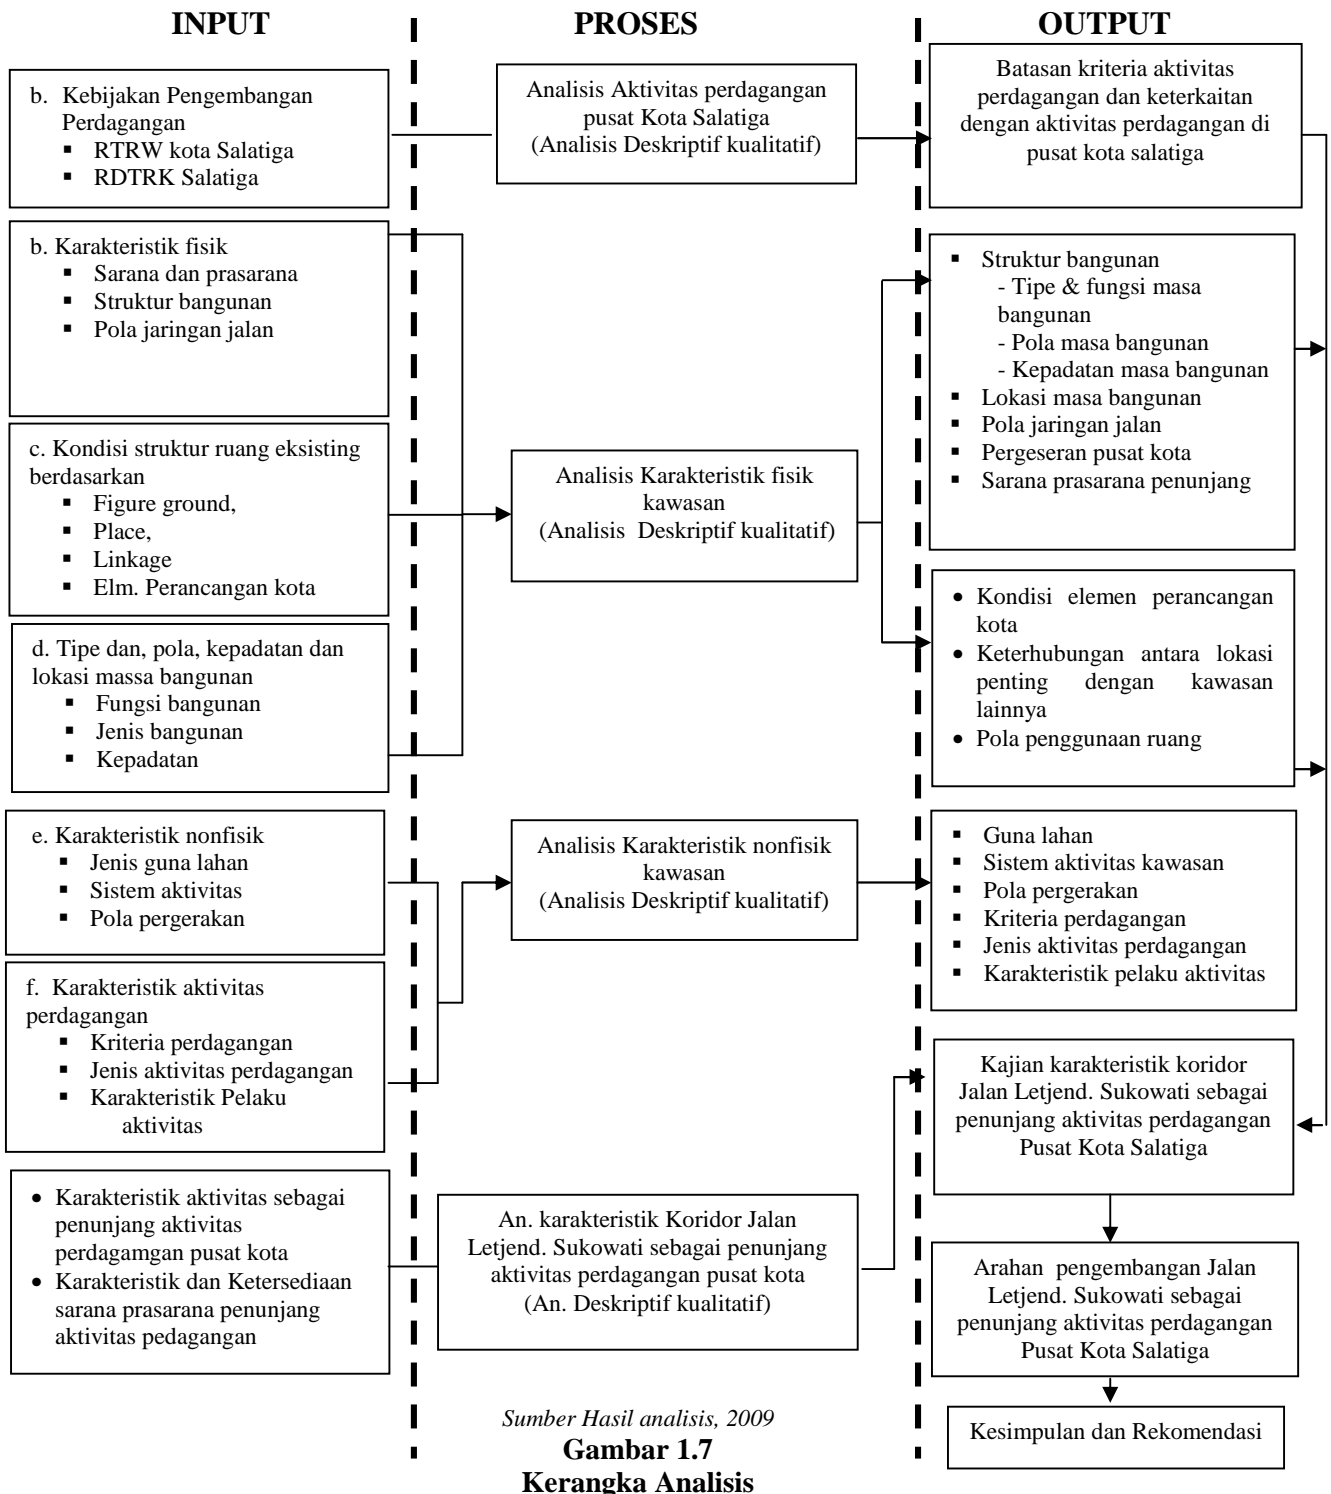 INPUT
PROSES
OUTPUT
b. Kebijakan Pengembangan
Perdagangan
▪ RTRW kota Salatiga
▪ RDTRK Salatiga
Analisis Aktivitas perdagangan
pusat Kota Salatiga
(Analisis Deskriptif kualitatif)
Batasan kriteria aktivitas
perdagangan dan keterkaitan
dengan aktivitas perdagangan di
pusat kota salatiga
b. Karakteristik fisik
▪ Sarana dan prasarana
▪ Struktur bangunan
▪ Pola jaringan jalan
c. Kondisi struktur ruang eksisting
berdasarkan
▪ Figure ground,
▪ Place,
▪ Linkage
▪ Elm. Perancangan kota
d. Tipe dan, pola, kepadatan dan
lokasi massa bangunan
▪ Fungsi bangunan
▪ Jenis bangunan
▪ Kepadatan
Analisis Karakteristik fisik
kawasan
(Analisis Deskriptif kualitatif)
▪ Struktur bangunan
- Tipe & fungsi masa
bangunan
- Pola masa bangunan
- Kepadatan masa bangunan
▪ Lokasi masa bangunan
▪ Pola jaringan jalan
▪ Pergeseran pusat kota
▪ Sarana prasarana penunjang
• Kondisi elemen perancangan
kota
• Keterhubungan antara lokasi
penting dengan kawasan
lainnya
• Pola penggunaan ruang
e. Karakteristik nonfisik
▪ Jenis guna lahan
▪ Sistem aktivitas
▪ Pola pergerakan
f. Karakteristik aktivitas
perdagangan
▪ Kriteria perdagangan
▪ Jenis aktivitas perdagangan
▪ Karakteristik Pelaku
aktivitas
Analisis Karakteristik nonfisik
kawasan
(Analisis Deskriptif kualitatif)
▪ Guna lahan
▪ Sistem aktivitas kawasan
▪ Pola pergerakan
▪ Kriteria perdagangan
▪ Jenis aktivitas perdagangan
▪ Karakteristik pelaku aktivitas
• Karakteristik aktivitas sebagai
penunjang aktivitas
perdagamgan pusat kota
• Karakteristik dan Ketersediaan
sarana prasarana penunjang
aktivitas pedagangan
An. karakteristik Koridor Jalan
Letjend. Sukowati sebagai penunjang
aktivitas perdagangan pusat kota
(An. Deskriptif kualitatif)
Kajian karakteristik koridor
Jalan Letjend. Sukowati sebagai
penunjang aktivitas perdagangan
Pusat Kota Salatiga
Arahan pengembangan Jalan
Letjend. Sukowati sebagai
penunjang aktivitas perdagangan
Pusat Kota Salatiga
Kesimpulan dan Rekomendasi
Sumber Hasil analisis, 2009
Gambar 1.7
Kerangka Analisis